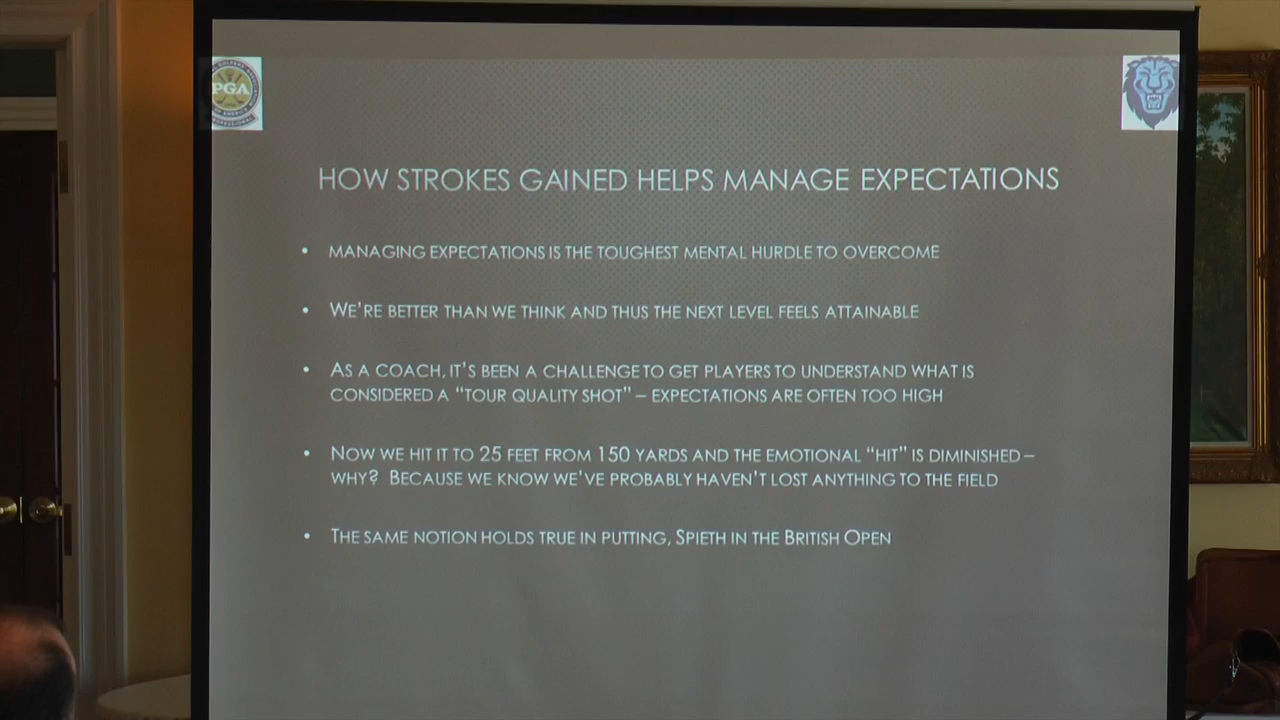 PGA
HOW STROKES GAINED HELPS MANAGE EXPECTATIONS
• MANAGING EXPECTATIONS IS THE TOUGHEST MENTAL HURDLE TO OVERCOME
• WE'RE BETTER THAN WE THINK AND THUS THE NEXT LEVEL FEELS ATTAINABLE
• AS A COACH, IT'S BEEN A CHALLENGE TO GET PLAYERS TO UNDERSTAND WHAT IS
CONSIDERED A "TOUR QUALITY SHOT" – EXPECTATIONS ARE OFTEN TOO HIGH
• NOW WE HIT IT TO 25 FEET FROM 150 YARDS AND THE EMOTIONAL "HIT" IS DIMINISHED –
WHY? BECAUSE WE KNOW WE'VE PROBABLY HAVEN'T LOST ANYTHING TO THE FIELD
• THE SAME NOTION HOLDS TRUE IN PUTTING, SPIETH IN THE BRITISH OPEN